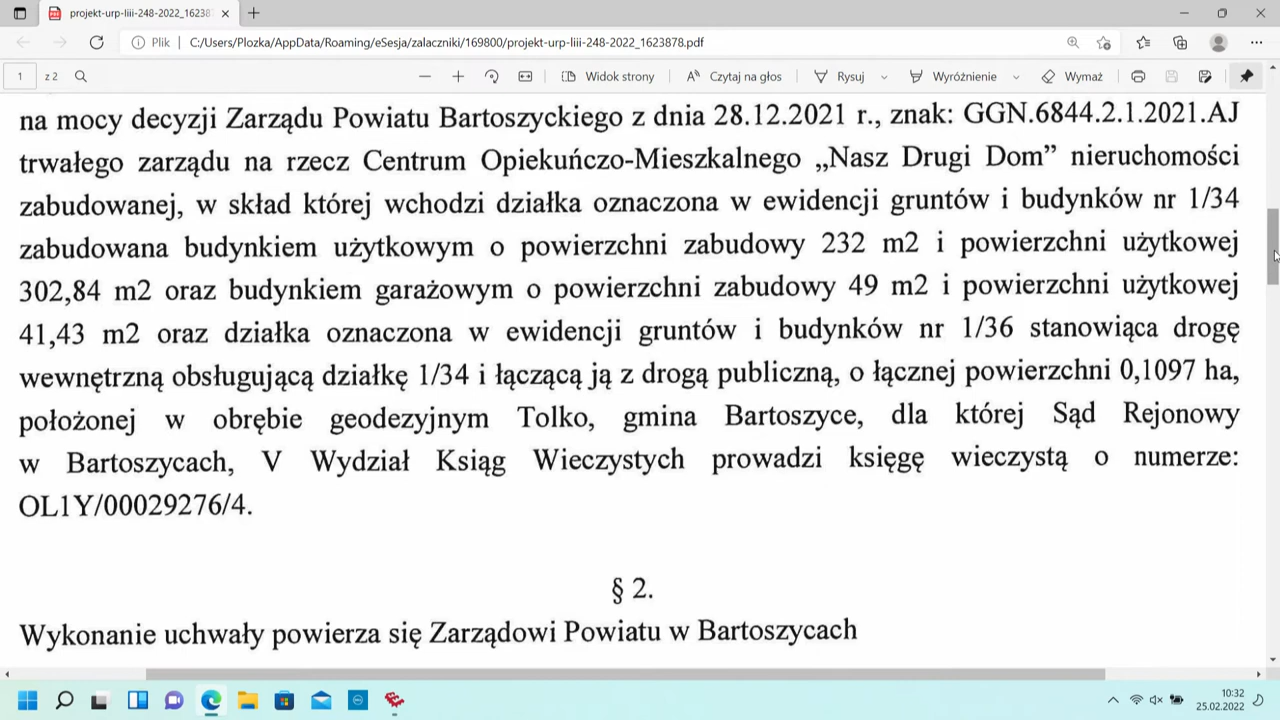 projekt-urp-liii-248-2022_16238
Plik
C:/Users/Plozka/AppData/Roaming/eSesja/zalaczniki/169800/projekt-urp-liii-248-2022_1623878.pdf
1 z 2 Widok strony Czytaj na głos Rysuj Wyróżnienie Wymaż
na mocy decyzji Zarządu Powiatu Bartoszyckiego z dnia 28.12.2021 r., znak: GGN.6844.2.1.2021.AJ
trwałego zarządu na rzecz Centrum Opiekuńczo-Mieszkalnego „Nasz Drugi Dom” nieruchomości
zabudowanej, w skład której wchodzi działka oznaczona w ewidencji gruntów i budynków nr 1/34
zabudowana budynkiem użytkowym o powierzchni zabudowy 232 m2 i powierzchni użytkowej
302,84 m2 oraz budynkiem garażowym o powierzchni zabudowy 49 m2 i powierzchni użytkowej
41,43 m2 oraz działka oznaczona w ewidencji gruntów i budynków nr 1/36 stanowiąca drogę
wewnętrzną obsługującą działkę 1/34 i łączącą ją z drogą publiczną, o łącznej powierzchni 0,1097 ha,
położonej w obrębie geodezyjnym Tolko, gmina Bartoszyce, dla której Sąd Rejonowy
w Bartoszycach, V Wydział Ksiąg Wieczystych prowadzi księgę wieczystą o numerze:
OL1Y/00029276/4.
§ 2.
Wykonanie uchwały powierza się Zarządowi Powiatu w Bartoszycach
10:32
25.02.2022